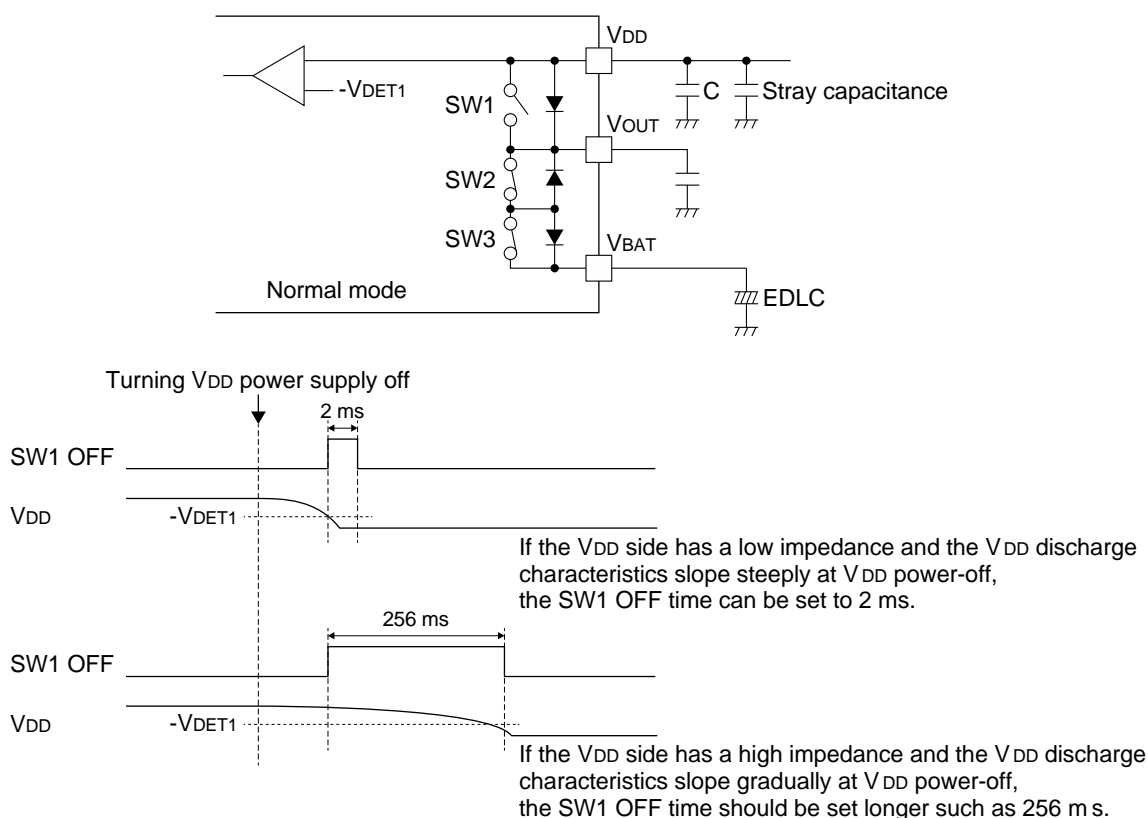 VDD
-VDET1
C
Stray capacitance
SW1
VOUT
SW2
SW3
VBAT
Normal mode
EDLC
Turning VDD power supply off
2 ms
SW1 OFF
VDD
-VDET1
If the VDD side has a low impedance and the VDD discharge
characteristics slope steeply at VDD power-off,
the SW1 OFF time can be set to 2 ms.
256 ms
SW1 OFF
VDD
-VDET1
If the VDD side has a high impedance and the VDD discharge
characteristics slope gradually at VDD power-off,
the SW1 OFF time should be set longer such as 256 ms.